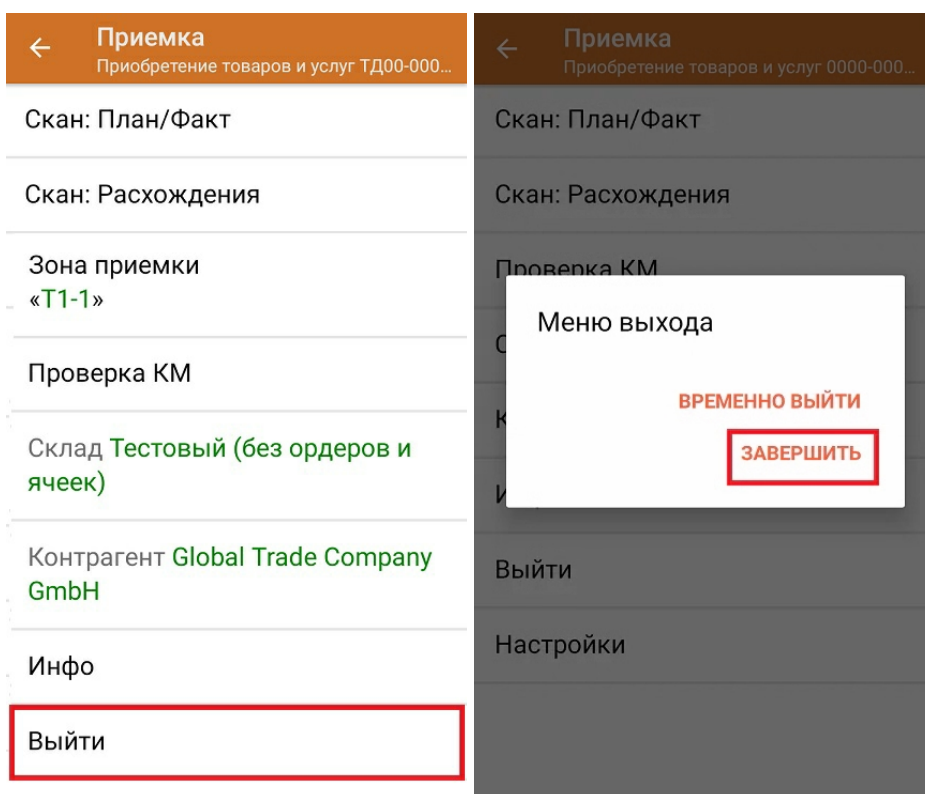 Приемка
Приобретение товаров и услуг ТД00-000...
Скан: План/Факт
Скан: Расхождения
Зона приемки
«Т1-1»
Проверка КМ
Склад Тестовый (без ордеров и
ячеек)
Контрагент Global Trade Company
GmbH
Инфо
Выйти
Приемка
Приобретение товаров и услуг 0000-000...
Скан: План/Факт
Скан: Расхождения
Проверка КМ
Меню выхода
ВРЕМЕННО ВЫЙТИ
ЗАВЕРШИТЬ
Выйти
Настройки